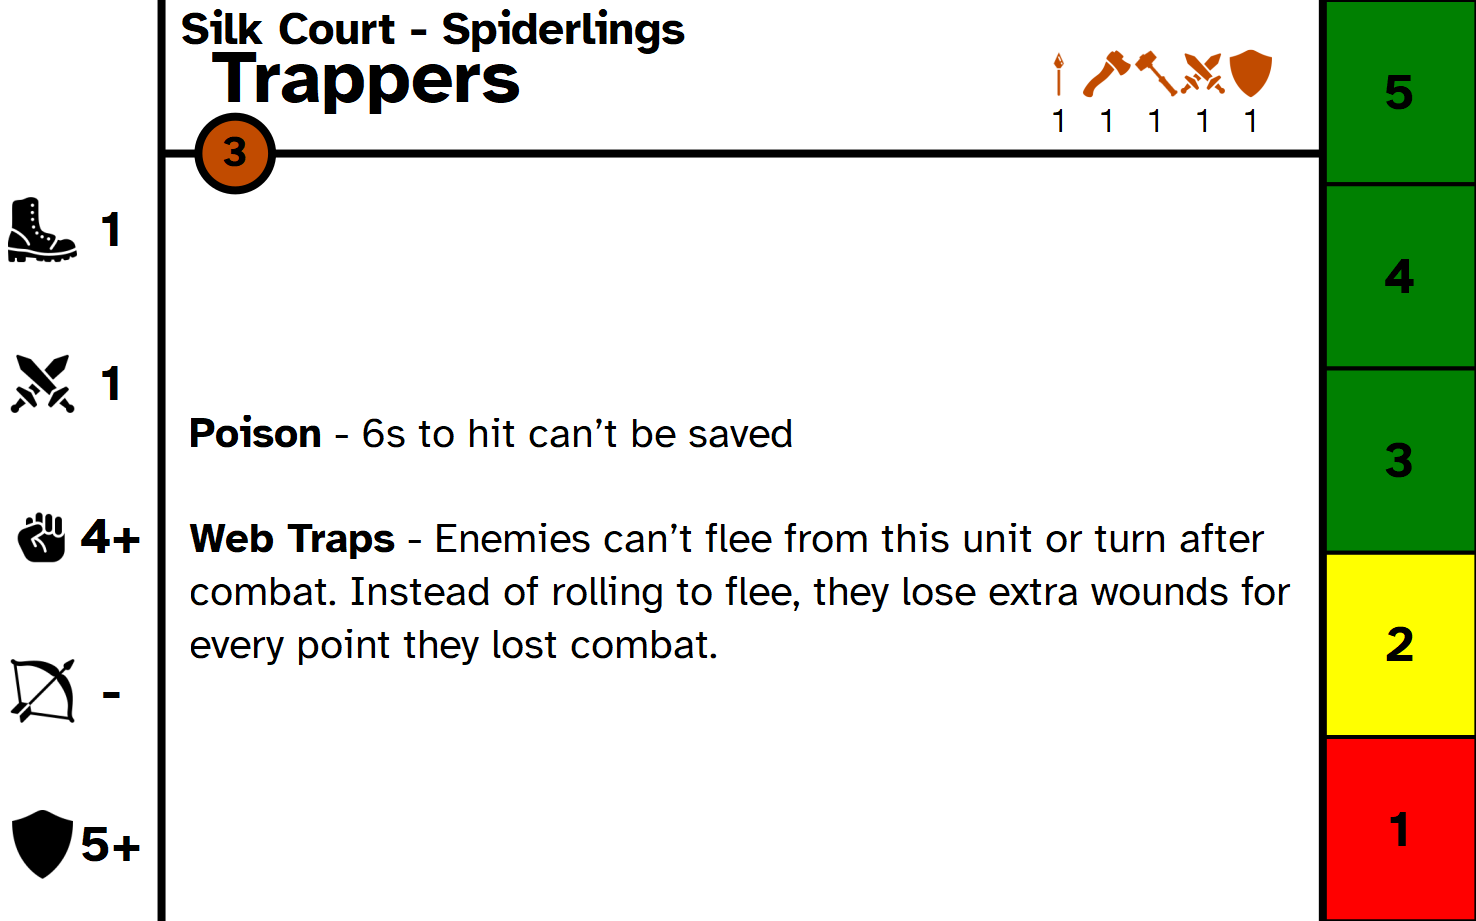 Silk Court - Spiderlings
Trappers
1 1 1 1 1
3
1
1
4+
-
5+
Poison - 6s to hit can’t be saved
Web Traps - Enemies can’t flee from this unit or turn after
combat. Instead of rolling to flee, they lose extra wounds for
every point they lost combat.
5
4
3
2
1